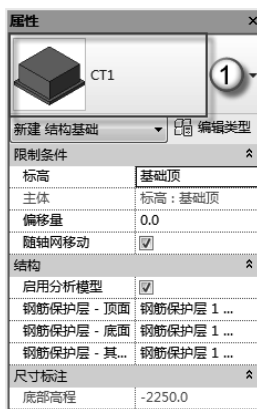 属性 ×
CT1
1
新建 结构基础 编辑类型
限制条件
标高 基础顶
主体 标高：基础顶
偏移量 0.0
随轴网移动
结构
启用分析模型
钢筋保护层 - 顶面 钢筋保护层 1 ...
钢筋保护层 - 底面 钢筋保护层 1 ...
钢筋保护层 - 其... 钢筋保护层 1 ...
尺寸标注
底部高程 -2250.0